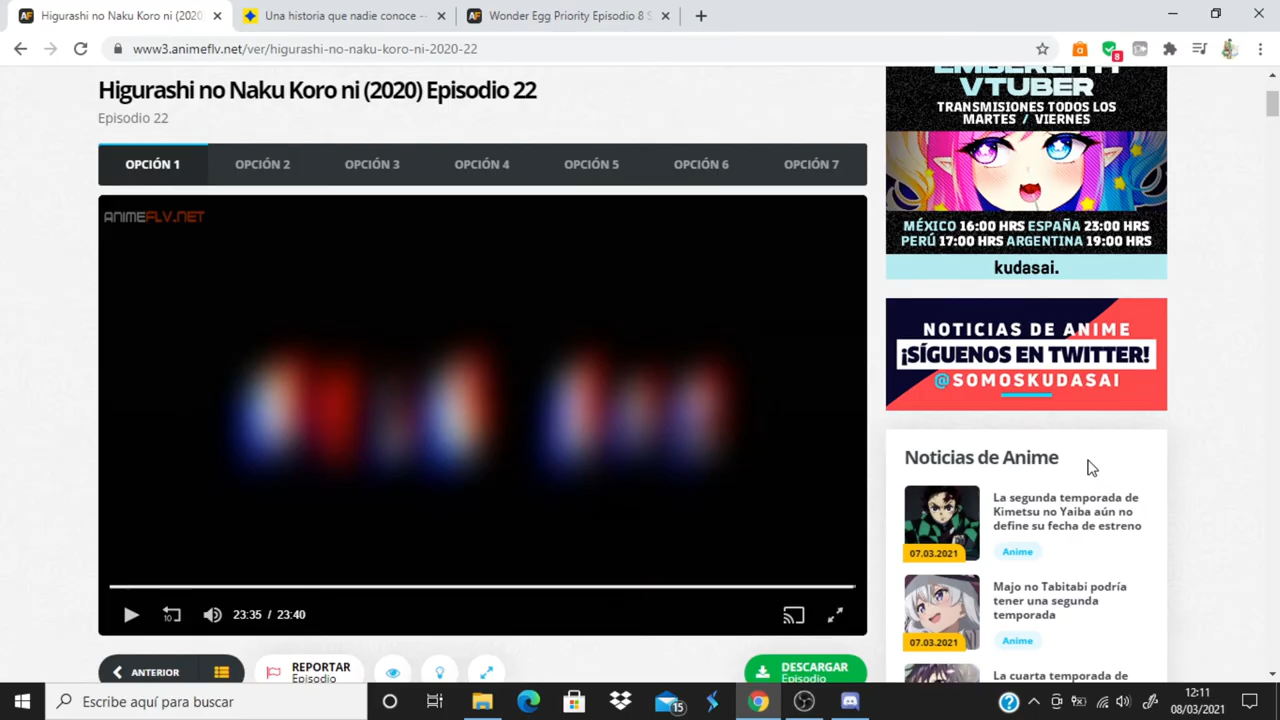 Higurashi no Naku Koro ni (2020)
Una historia que nadie conoce -
Wonder Egg Priority Episodio 8 S
www3.animeflv.net/ver/higurashi-no-naku-koro-ni-2020-22
8
Higurashi no Naku Koro ni (2020) Episodio 22
Episodio 22
OPCIÓN 1
OPCIÓN 2
OPCIÓN 3
OPCIÓN 4
OPCIÓN 5
OPCIÓN 6
OPCIÓN 7
ANIMEFLV.NET
23:35 / 23:40
10
ANTERIOR
REPORTAR
Episodio
DESCARGAR
Episodio
VTUBER
TRANSMISIONES TODOS LOS
MARTES / VIERNES
MÉXICO 16:00 HRS ESPAÑA 23:00 HRS
PERÚ 17:00 HRS ARGENTINA 19:00 HRS
kudasai.
NOTICIAS DE ANIME
¡SÍGUENOS EN TWITTER!
@SOMOSKUDASAI
Noticias de Anime
La segunda temporada de
Kimetsu no Yaiba aún no
define su fecha de estreno
07.03.2021
Anime
Majo no Tabitabi podría
tener una segunda
temporada
07.03.2021
Anime
La cuarta temporada de
Escribe aquí para buscar
15
12:11
08/03/2021